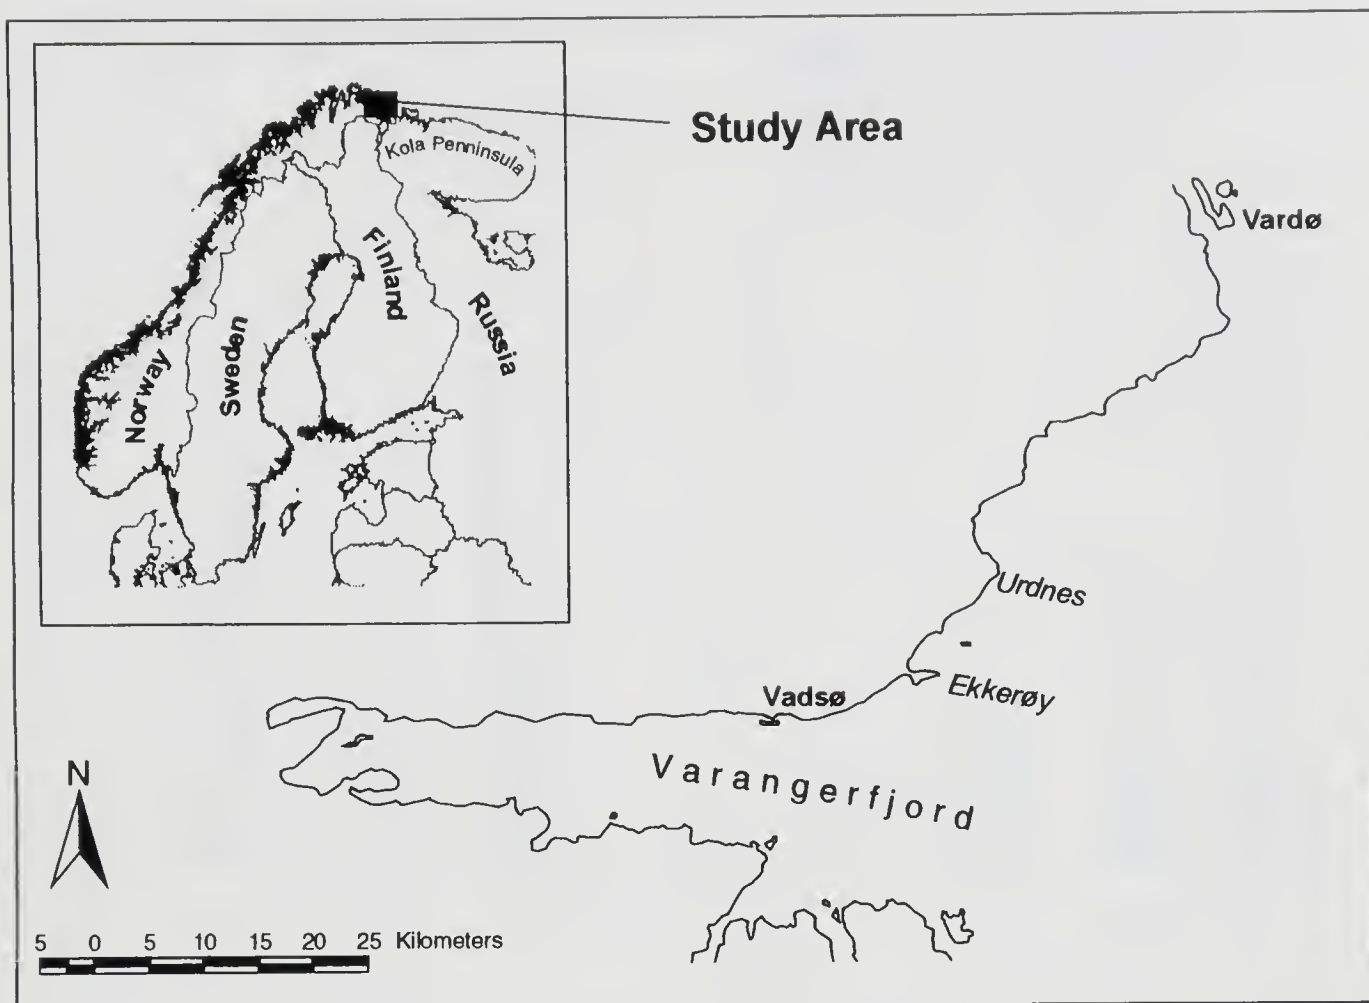 Study Area
Kola Penninsula
Finland
Russia
Sweden
Norway
Vardø
Urdnes
Ekkerøy
Vadsø
Varangerfjord
N
5 0 5 10 15 20 25 Kilometers